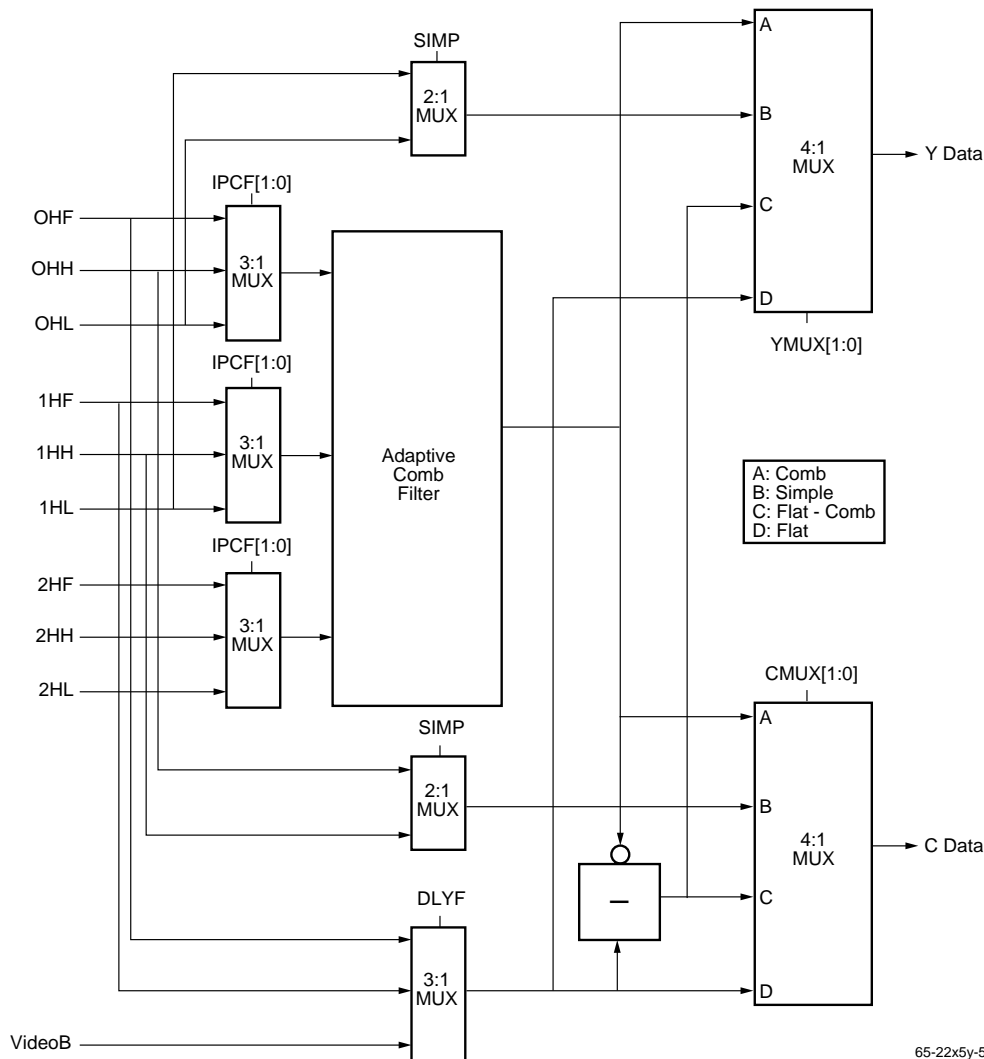 SIMP
2:1
MUX
A
B
C
D
4:1
MUX
Y Data
YMUX[1:0]
IPCF[1:0]
OHF
OHH
OHL
3:1
MUX
IPCF[1:0]
1HF
1HH
1HL
3:1
MUX
IPCF[1:0]
2HF
2HH
2HL
3:1
MUX
Adaptive
Comb
Filter
A: Comb
B: Simple
C: Flat - Comb
D: Flat
SIMP
2:1
MUX
CMUX[1:0]
A
B
C
D
4:1
MUX
C Data
–
DLYF
3:1
MUX
VideoB
65-22x5y-5